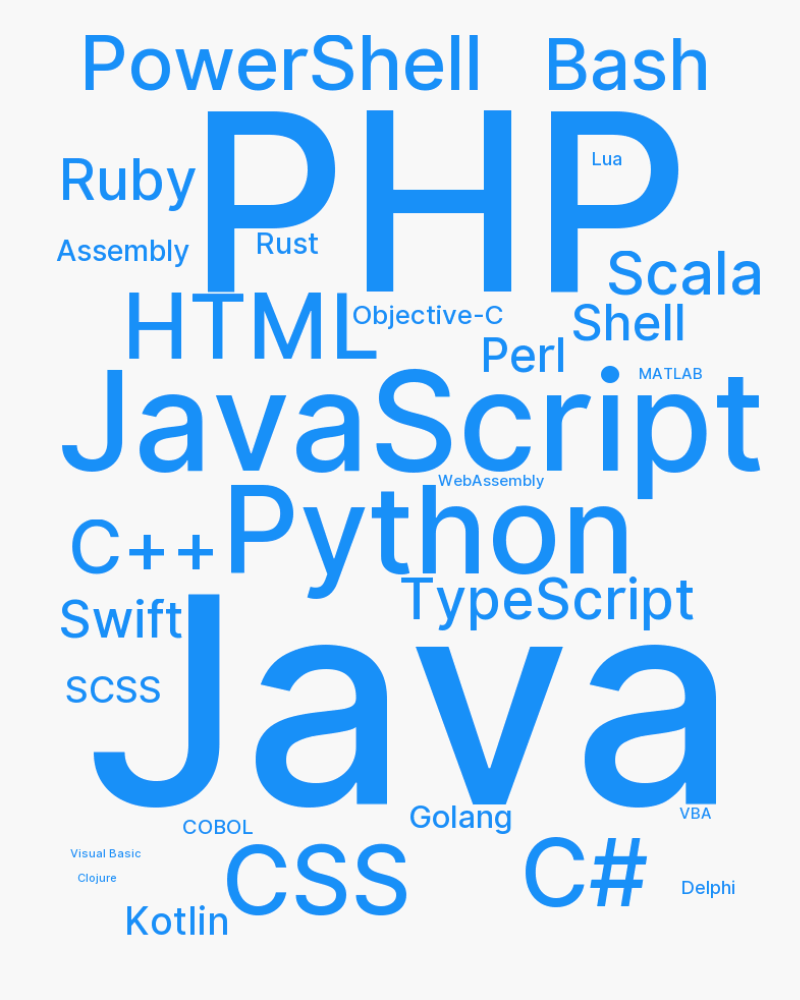 PowerShell Bash
PHP
Lua
Ruby
Assembly Rust
Scala
HTML Objective-C Shell
Perl
JavaScript MATLAB
WebAssembly
C++ Python
TypeScript
Swift
Java
SCSS
COBOL Golang VBA
Visual Basic
CSS C#
Clojure Delphi
Kotlin